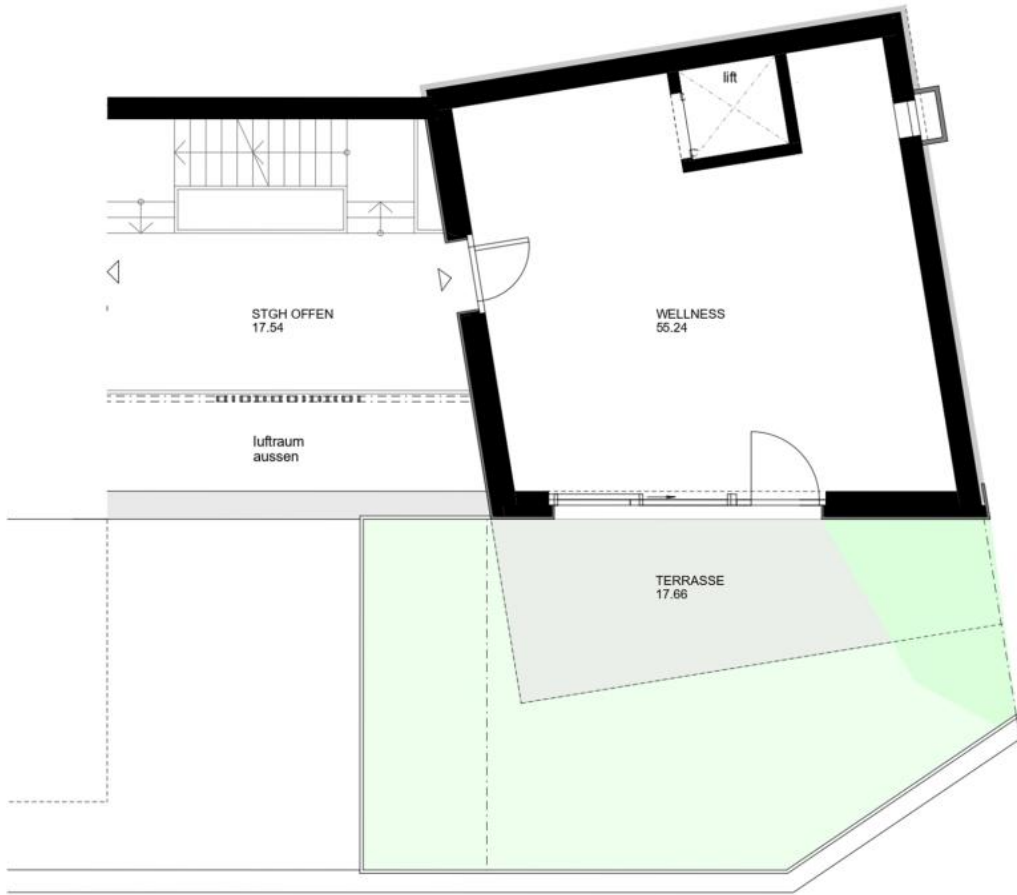 lift
STGH OFFEN
17.54
WELLNESS
55.24
luftraum
aussen
TERRASSE
17.66